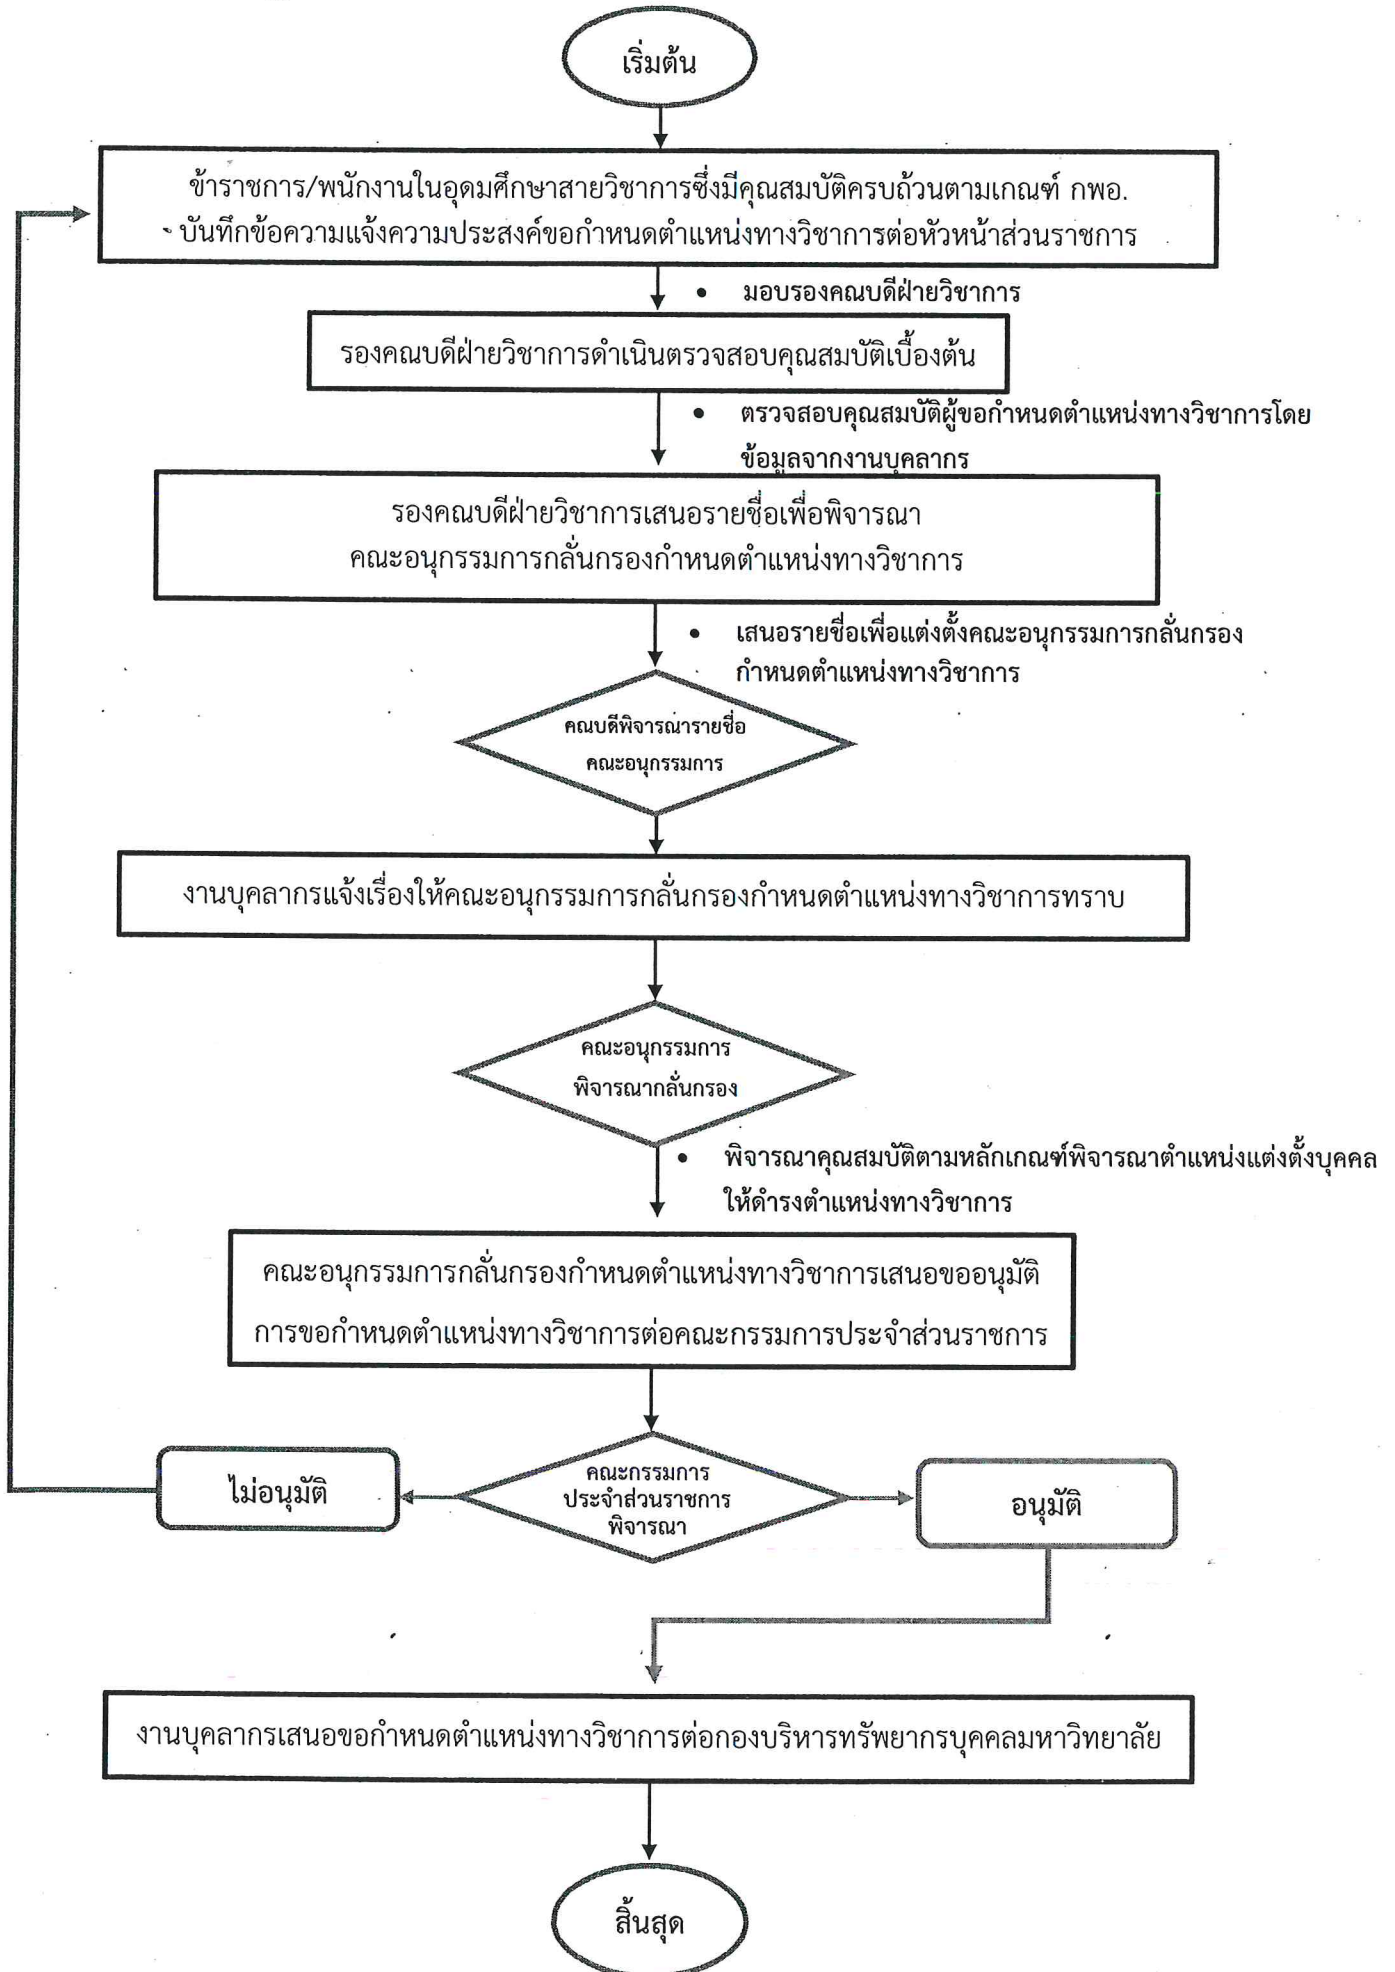 เริ่มต้น
ข้าราชการ/พนักงานในอุดมศึกษาสายวิชาการซึ่งมีคุณสมบัติครบถ้วนตามเกณฑ์ กพอ.
- บันทึกข้อความแจ้งความประสงค์ขอกำหนดตำแหน่งทางวิชาการต่อหัวหน้าส่วนราชการ
• มอบรองคณบดีฝ่ายวิชาการ
รองคณบดีฝ่ายวิชาการดำเนินตรวจสอบคุณสมบัติเบื้องต้น
• ตรวจสอบคุณสมบัติผู้ขอกำหนดตำแหน่งทางวิชาการโดย
ข้อมูลจากงานบุคลากร
รองคณบดีฝ่ายวิชาการเสนอรายชื่อเพื่อพิจารณา
คณะอนุกรรมการกลั่นกรองกำหนดตำแหน่งทางวิชาการ
• เสนอรายชื่อเพื่อแต่งตั้งคณะอนุกรรมการกลั่นกรอง
กำหนดตำแหน่งทางวิชาการ
คณบดีพิจารณารายชื่อ
คณะอนุกรรมการ
งานบุคลากรแจ้งเรื่องให้คณะอนุกรรมการกลั่นกรองกำหนดตำแหน่งทางวิชาการทราบ
คณะอนุกรรมการ
พิจารณากลั่นกรอง
• พิจารณาคุณสมบัติตามหลักเกณฑ์พิจารณาตำแหน่งแต่งตั้งบุคคล
ให้ดำรงตำแหน่งทางวิชาการ
คณะอนุกรรมการกลั่นกรองกำหนดตำแหน่งทางวิชาการเสนอขออนุมัติ
การขอกำหนดตำแหน่งทางวิชาการต่อคณะกรรมการประจำส่วนราชการ
ไม่อนุมัติ
คณะกรรมการ
ประจำส่วนราชการ
พิจารณา
อนุมัติ
งานบุคลากรเสนอขอกำหนดตำแหน่งทางวิชาการต่อกองบริหารทรัพยากรบุคคลมหาวิทยาลัย
สิ้นสุด